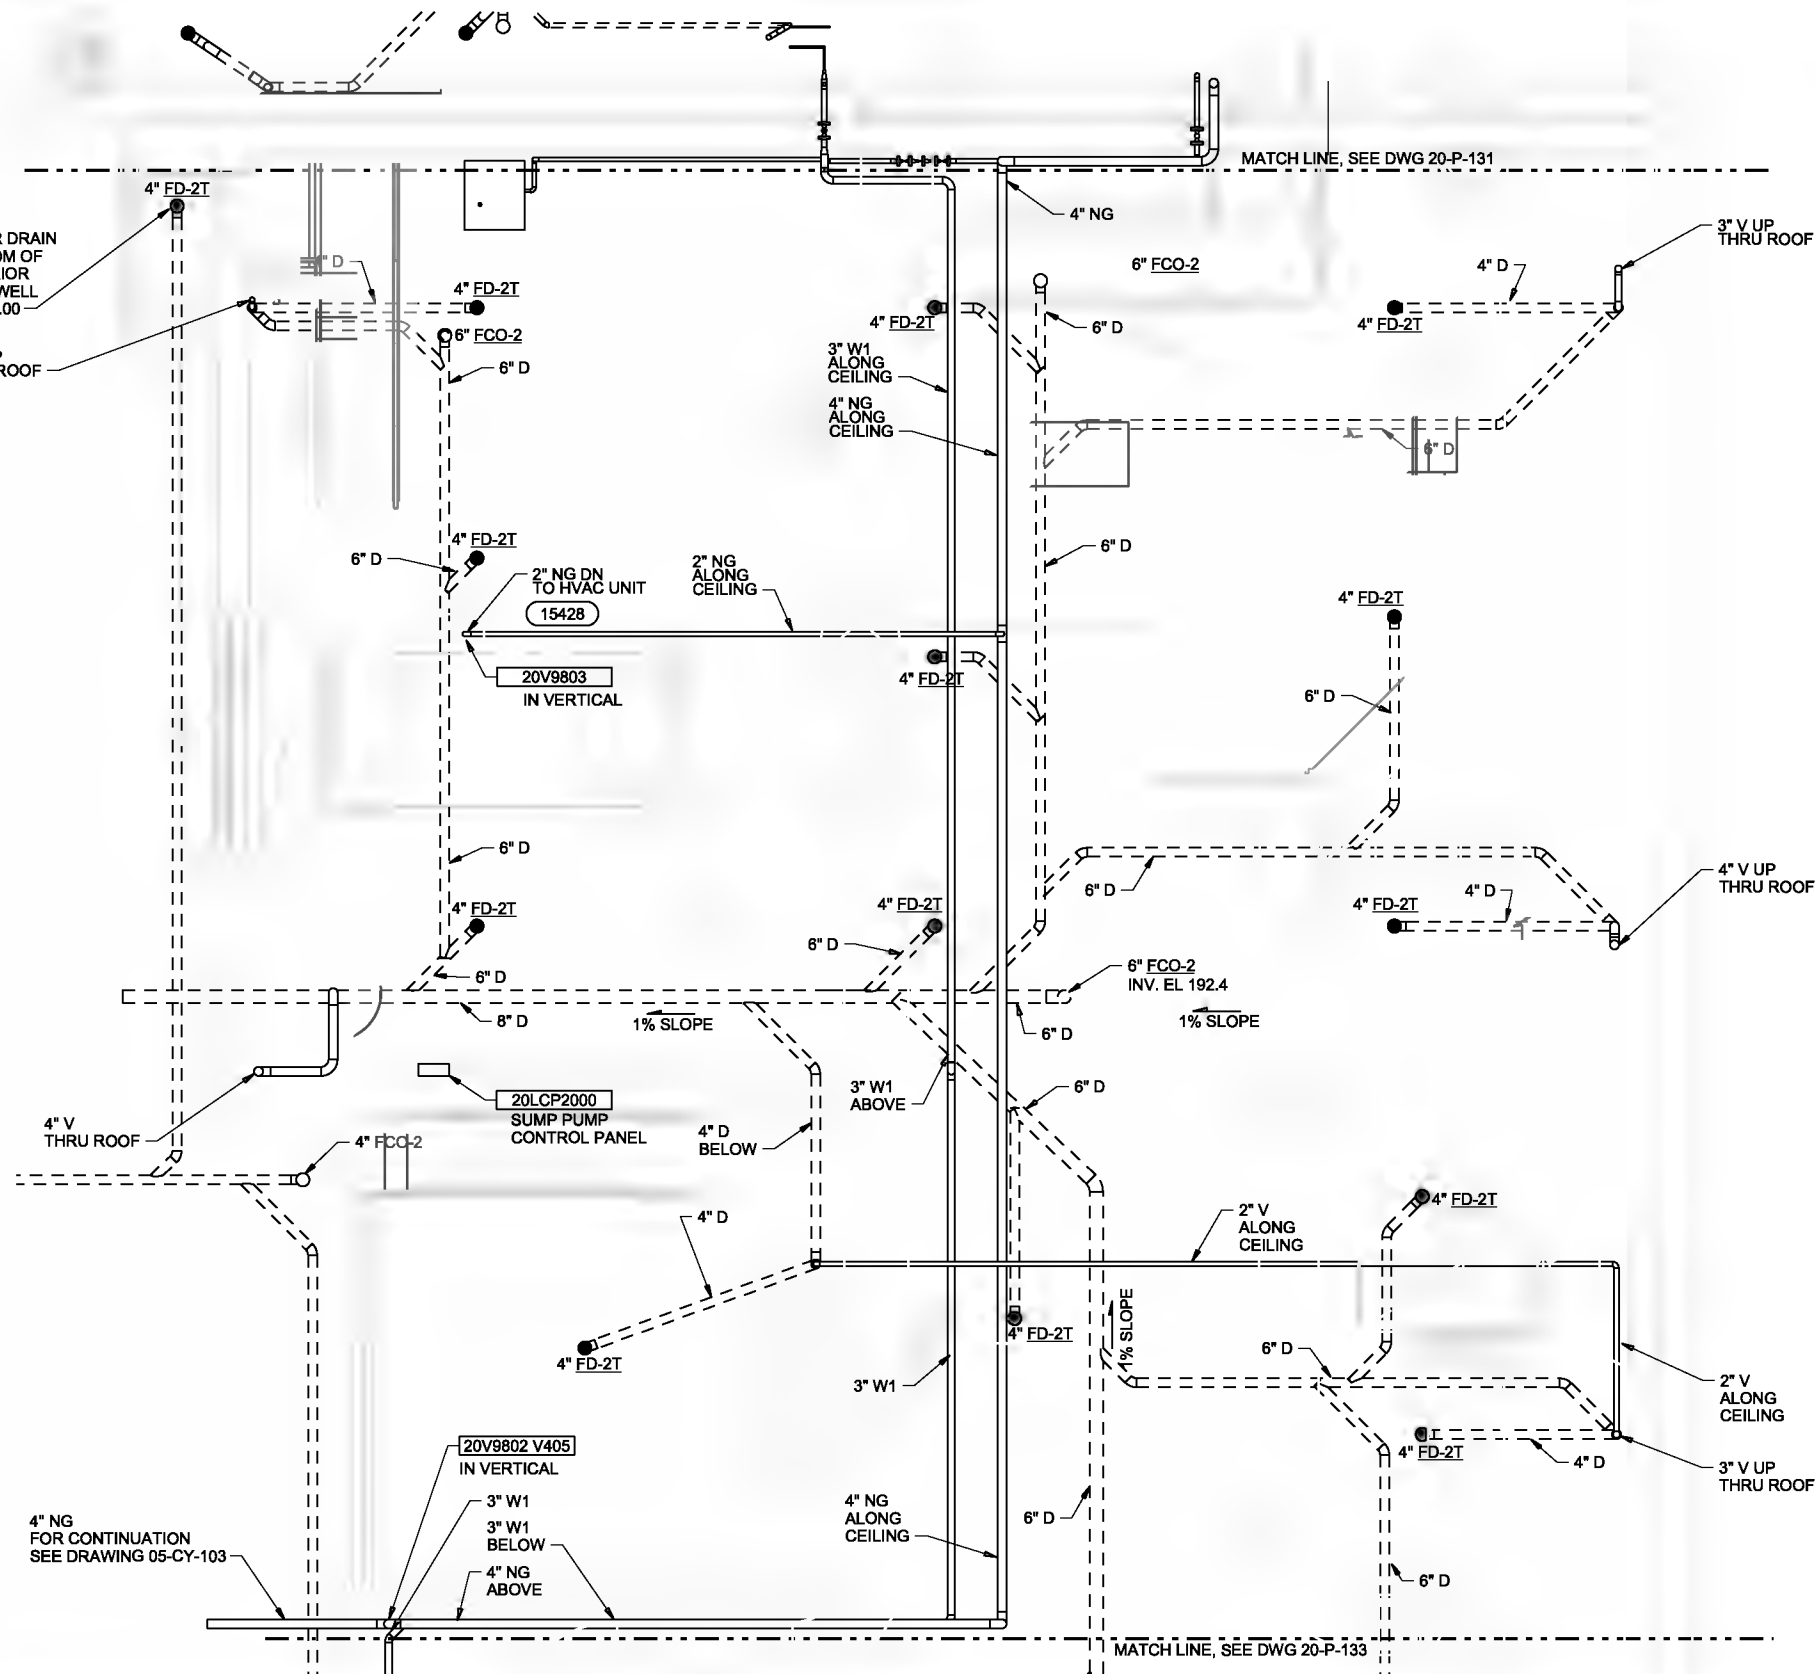 MATCH LINE, SEE DWG 20-P-131
4" FD-2T
4" NG
3" V UP
THRU ROOF
DRAIN
OM OF
IOR
WELL
.00
" D
4" FD-2T
6" FCO-2
4" D
6" FCO-2
4" FD-2T
6" D
4" FD-2T
ROOF
6" D
3" W1
ALONG
CEILING
4" NG
ALONG
CEILING
6" D
4" FD-2T
6" D
2" NG DN
TO HVAC UNIT
15428
2" NG
ALONG
CEILING
6" D
4" FD-2T
20V9803
IN VERTICAL
4" FD-2T
6" D
6" D
6" D
4" V UP
THRU ROOF
4" FD-2T
4" FD-2T
4" FD-2T
4" D
6" D
6" D
6" FCO-2
INV. EL 192.4
8" D
1% SLOPE
6" D
1% SLOPE
20LCP2000
SUMP PUMP
CONTROL PANEL
3" W1
ABOVE
6" D
4" V
THRU ROOF
4" FCO-2
4" D
BELOW
4" D
2" V
ALONG
CEILING
4" FD-2T
1% SLOPE
4" FD-2T
4" FD-2T
6" D
3" W1
2" V
ALONG
CEILING
4" FD-2T
4" D
3" V UP
THRU ROOF
20V9802 V405
IN VERTICAL
3" W1
3" W1
BELOW
4" NG
ABOVE
4" NG
ALONG
CEILING
6" D
4" NG
FOR CONTINUATION
SEE DRAWING 05-CY-103
6" D
MATCH LINE, SEE DWG 20-P-133